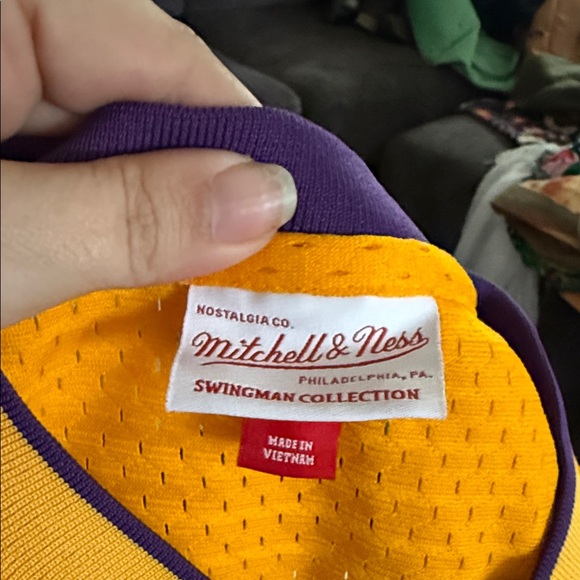 NOSTALGIA CO.
Mitchell & Ness
PHILADELPHIA, PA.
SWINGMAN COLLECTION
MADE IN
VIETNAM